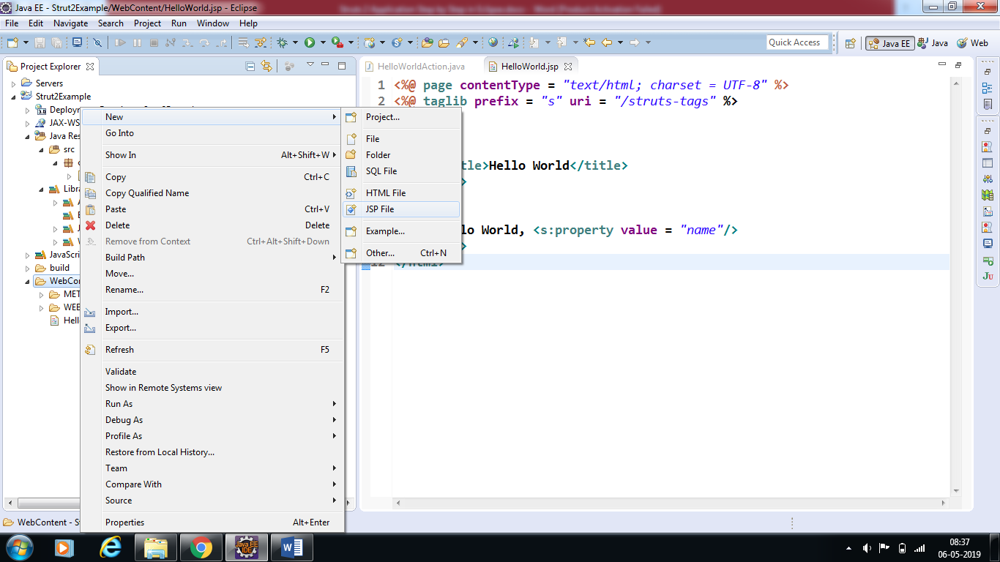 Java EE - Strut2Example/WebContent/HelloWorld.jsp - Eclipse
File Edit Navigate Search Project Run Window Help
Quick Access
Java EE
Java
Web
Project Explorer
Servers
Strut2Example
Deploym
JAX-WS
Java Res
src
Libra
JavaScri
build
WebCon
MET
WEB
Hell
New
Go Into
Show In Alt+Shift+W
Copy Ctrl+C
Copy Qualified Name
Paste Ctrl+V
Delete Delete
Remove from Context Ctrl+Alt+Shift+Down
Build Path
Move...
Rename... F2
Import...
Export...
Refresh F5
Validate
Show in Remote Systems view
Run As
Debug As
Profile As
Restore from Local History...
Team
Compare With
Source
Properties Alt+Enter
Project...
File
Folder
SQL File
HTML File
JSP File
Example...
Other... Ctrl+N
HelloWorldAction.java
HelloWorld.jsp
1 <%@ page contentType = "text/html; charset = UTF-8" %>
2 <%@ taglib prefix = "s" uri = "/struts-tags" %>
tle>Hello World</title>
>
lo World, <s:property value = "name"/>
>
12 </html>
WebContent - St
Java EE
IDE
08:37
06-05-2019